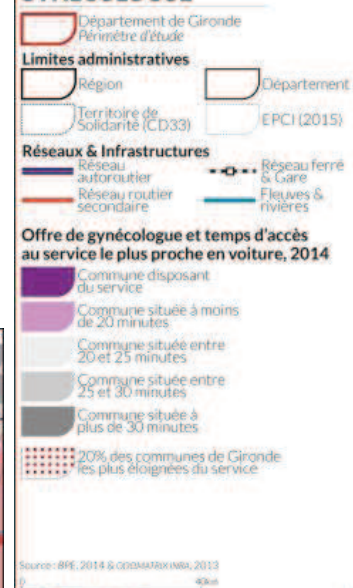 Département de Gironde
Périmètre d'étude
Limites administratives
Région
Département
Territoire de
Solidarité (CD33)
EPCI (2015)
Réseaux & Infrastructures
Réseau
autoroutier
Réseau ferré
& Gare
Réseau routier
secondaire
Fleuves &
rivières
Offre de gynécologue et temps d'accès
au service le plus proche en voiture, 2014
Commune disposant
du service
Commune située à moins
de 20 minutes
Commune située entre
20 et 25 minutes
Commune située entre
25 et 30 minutes
Commune située à
plus de 30 minutes
20% des communes de Gironde
les plus éloignées du service
Source : BPE, 2014 & ODOMATRIX INRA, 2013
0 40km